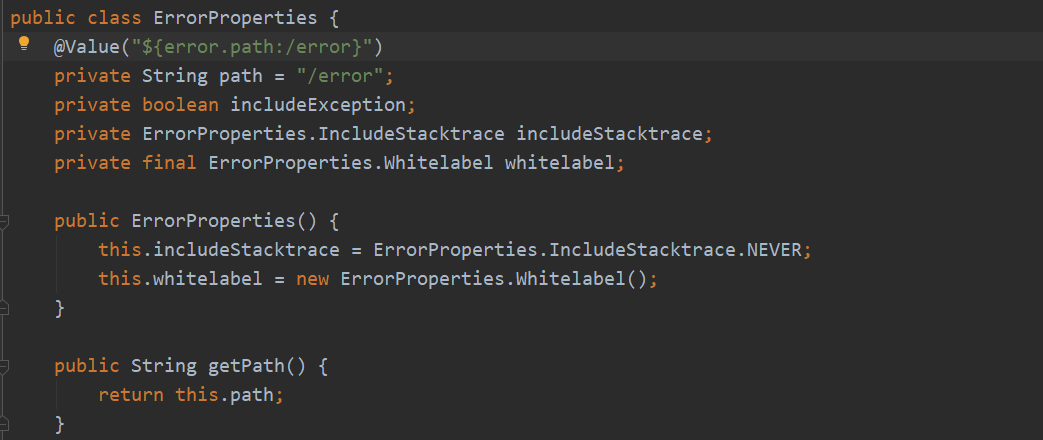 public class ErrorProperties {
@Value("${error.path:/error}")
private String path = "/error";
private boolean includeException;
private ErrorProperties.IncludeStacktrace includeStacktrace;
private final ErrorProperties.Whitelabel whitelabel;
public ErrorProperties() {
this.includeStacktrace = ErrorProperties.IncludeStacktrace.NEVER;
this.whitelabel = new ErrorProperties.Whitelabel();
}
public String getPath() {
return this.path;
}